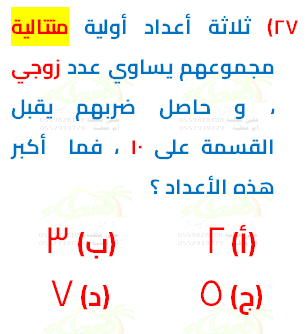 ٢٧) ثلاثة أعداد أولية متتالية
مجموعهم يساوي عدد زوجي
، و حاصل ضربهم يقبل
القسمة على ١٠ ، فما أكبر
هذه الأعداد ؟
(أ) ٢ (ب) ٣
(ج) ٥ (د) ٧